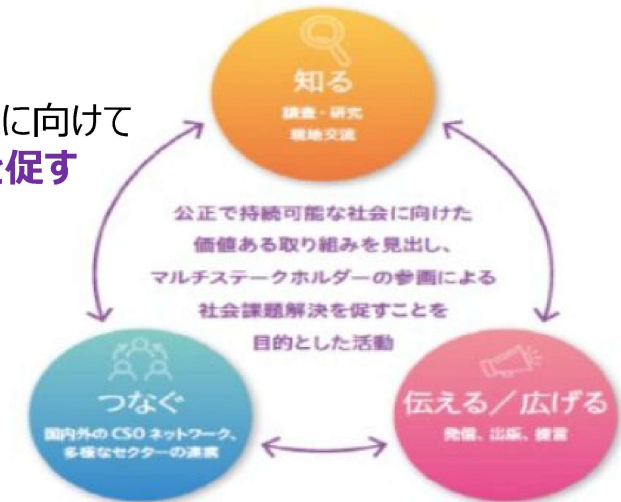 知る
調査・研究
現地交流
に向けて
促す
公正で持続可能な社会に向けた
価値ある取り組みを見出し、
マルチステークホルダーの参画による
社会課題解決を促すことを
目的とした活動
つなぐ
国内外の CSO ネットワーク、
多様なセクターの連携
伝える／広げる
発信、出版、提言